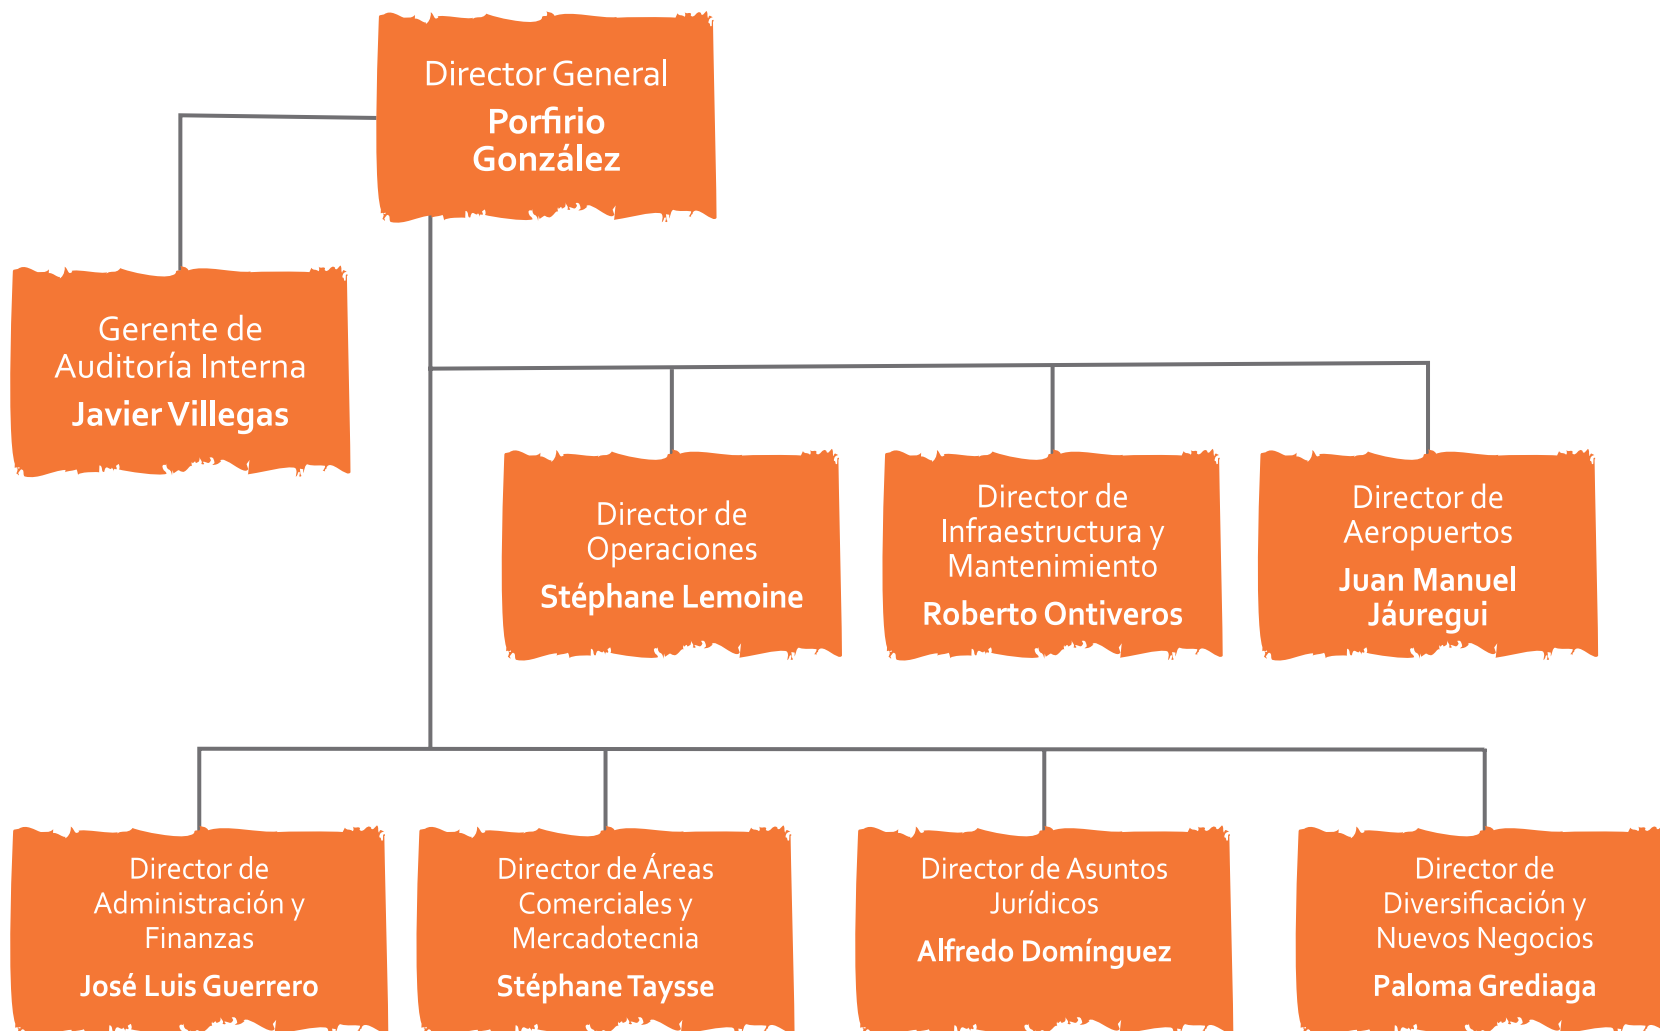 Director General
Porfirio
González
Gerente de
Auditoría Interna
Javier Villegas
Director de
Operaciones
Stéphane Lemoine
Director de
Infraestructura y
Mantenimiento
Roberto Ontiveros
Director de
Aeropuertos
Juan Manuel
Jáuregui
Director de
Administración y
Finanzas
José Luis Guerrero
Director de Áreas
Comerciales y
Mercadotecnia
Stéphane Taysse
Director de Asuntos
Jurídicos
Alfredo Domínguez
Director de
Diversificación y
Nuevos Negocios
Paloma Grediaga